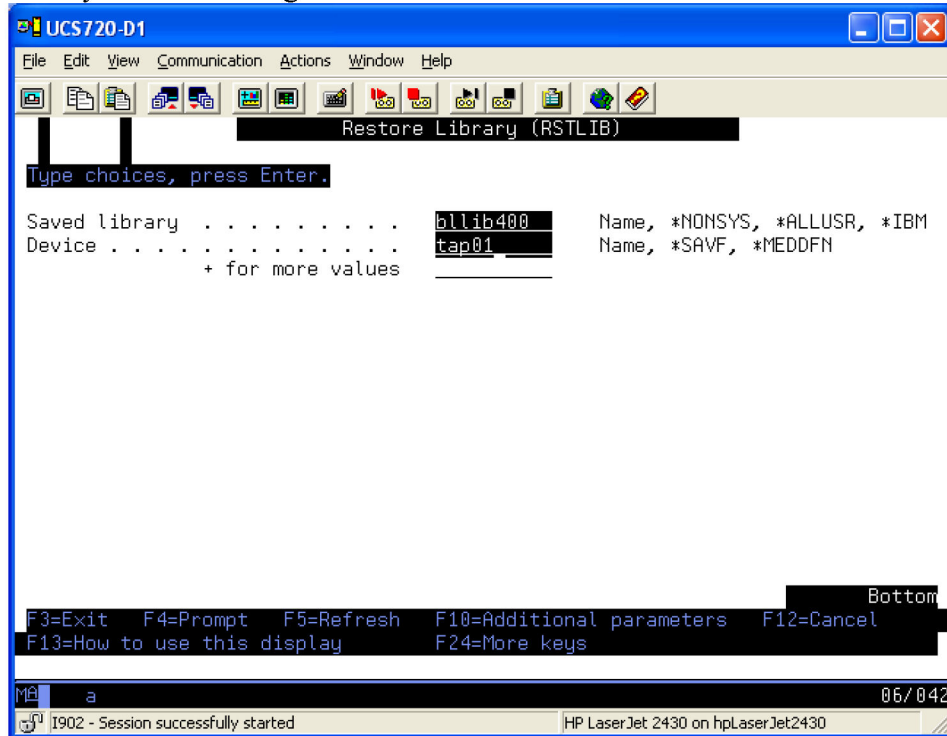 UCS720-D1
File Edit View Communication Actions Window Help
Restore Library (RSTLIB)
Type choices, press Enter.
Saved library . . . . . . . . . . bllib400 Name, *NONSYS, *ALLUSR, *IBM
Device . . . . . . . . . . . . . tap01 Name, *SAVF, *MEDDFN
+ for more values
Bottom
F3=Exit F4=Prompt F5=Refresh F10=Additional parameters F12=Cancel
F13=How to use this display F24=More keys
MA a 06/042
I902 - Session successfully started HP LaserJet 2430 on hpLaserJet2430